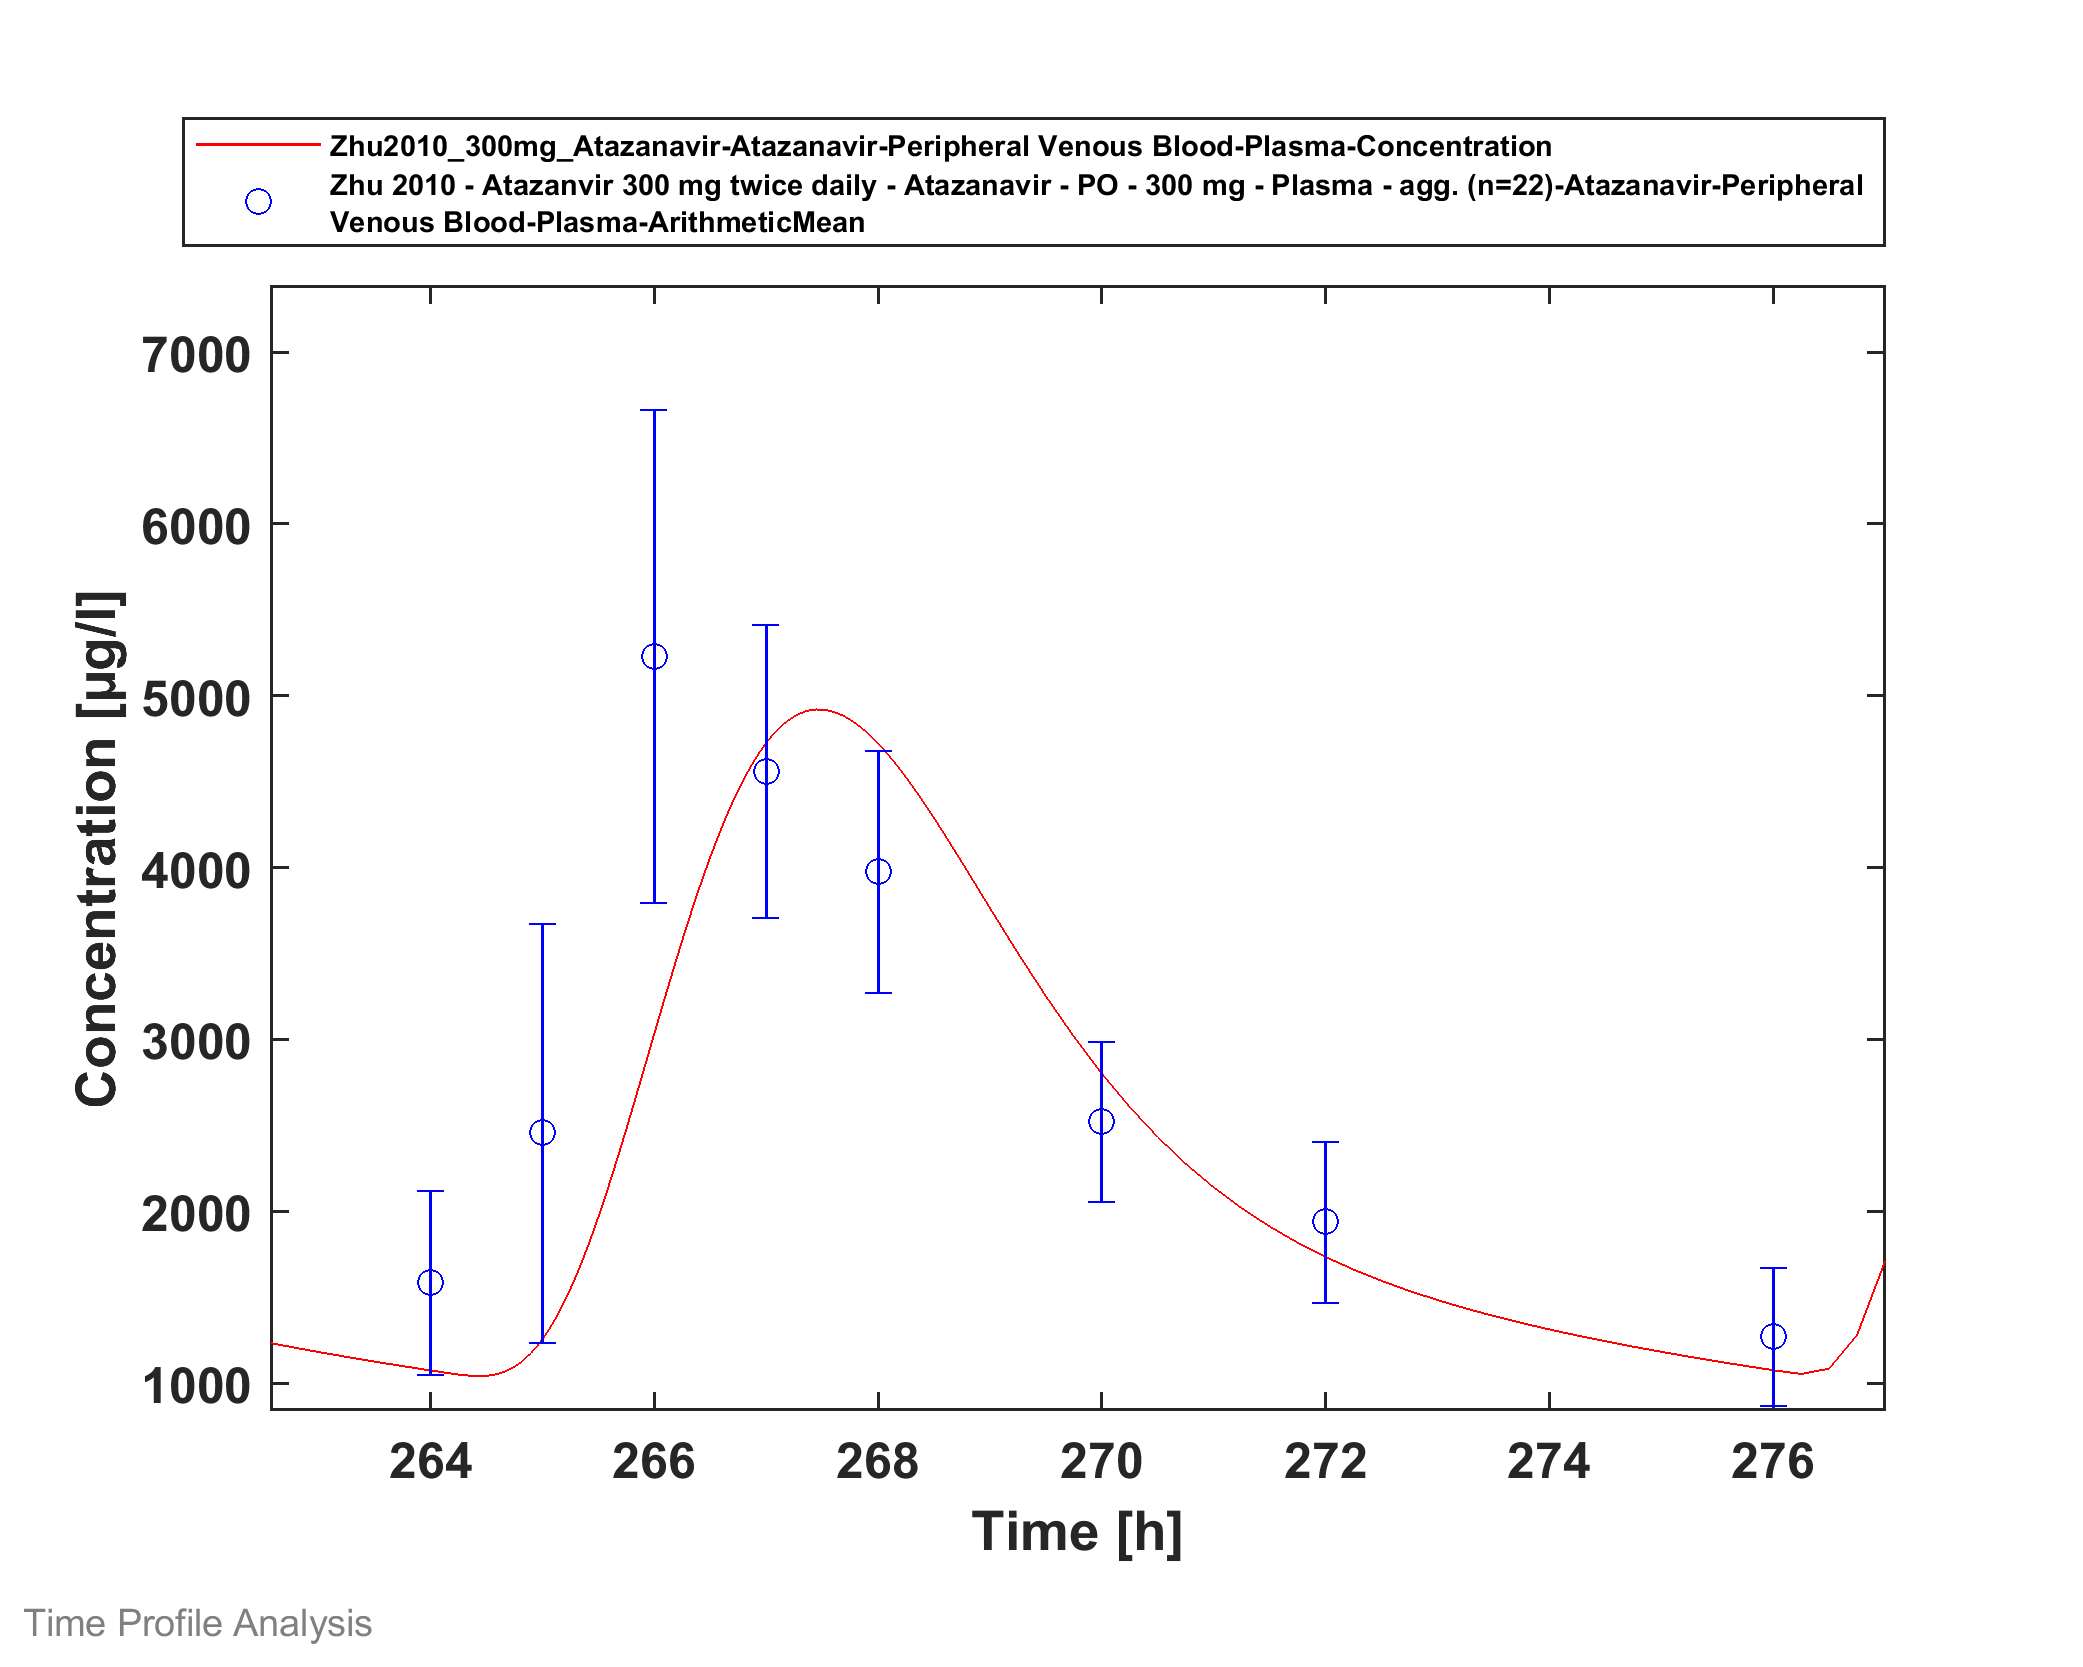 Zhu2010_300mg_Atazanavir-Atazanavir-Peripheral Venous Blood-Plasma-Concentration
Zhu 2010 - Atazanvir 300 mg twice daily - Atazanavir - PO - 300 mg - Plasma - agg. (n=22)-Atazanavir-Peripheral
Venous Blood-Plasma-ArithmeticMean
7000
6000
5000
4000
3000
2000
1000
Concentration [µg/l]
264 266 268 270 272 274 276
Time [h]
Time Profile Analysis